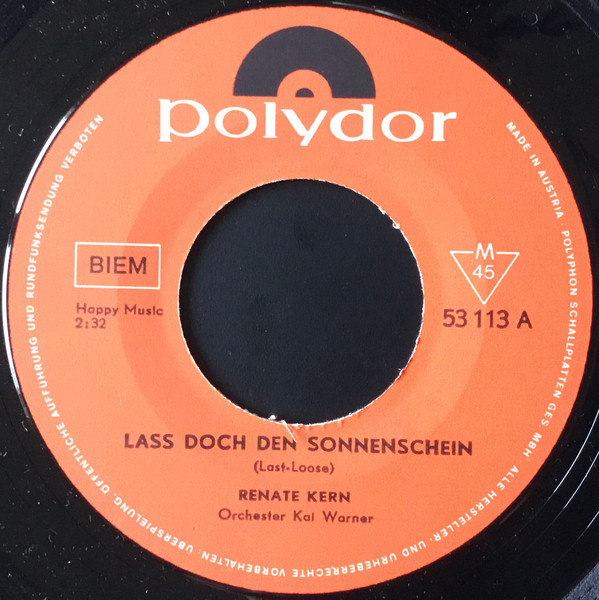 polydor
BIEM
Happy Music
2:32
M
45
53 113 A
LASS DOCH DEN SONNENSCHEIN
(Last-Loose)
RENATE KERN
Orchester Kai Warner
MADE IN AUSTRIA · POLYPHON SCHALLPLATTEN GES MBH · ALLE HERSTELLER- UND URHEBERRECHTE VORBEHALTEN. ÜBERSPIELUNG, ÖFFENTLICHE AUFFÜHRUNG UND RUNDFUNKSENDUNG VERBOTEN